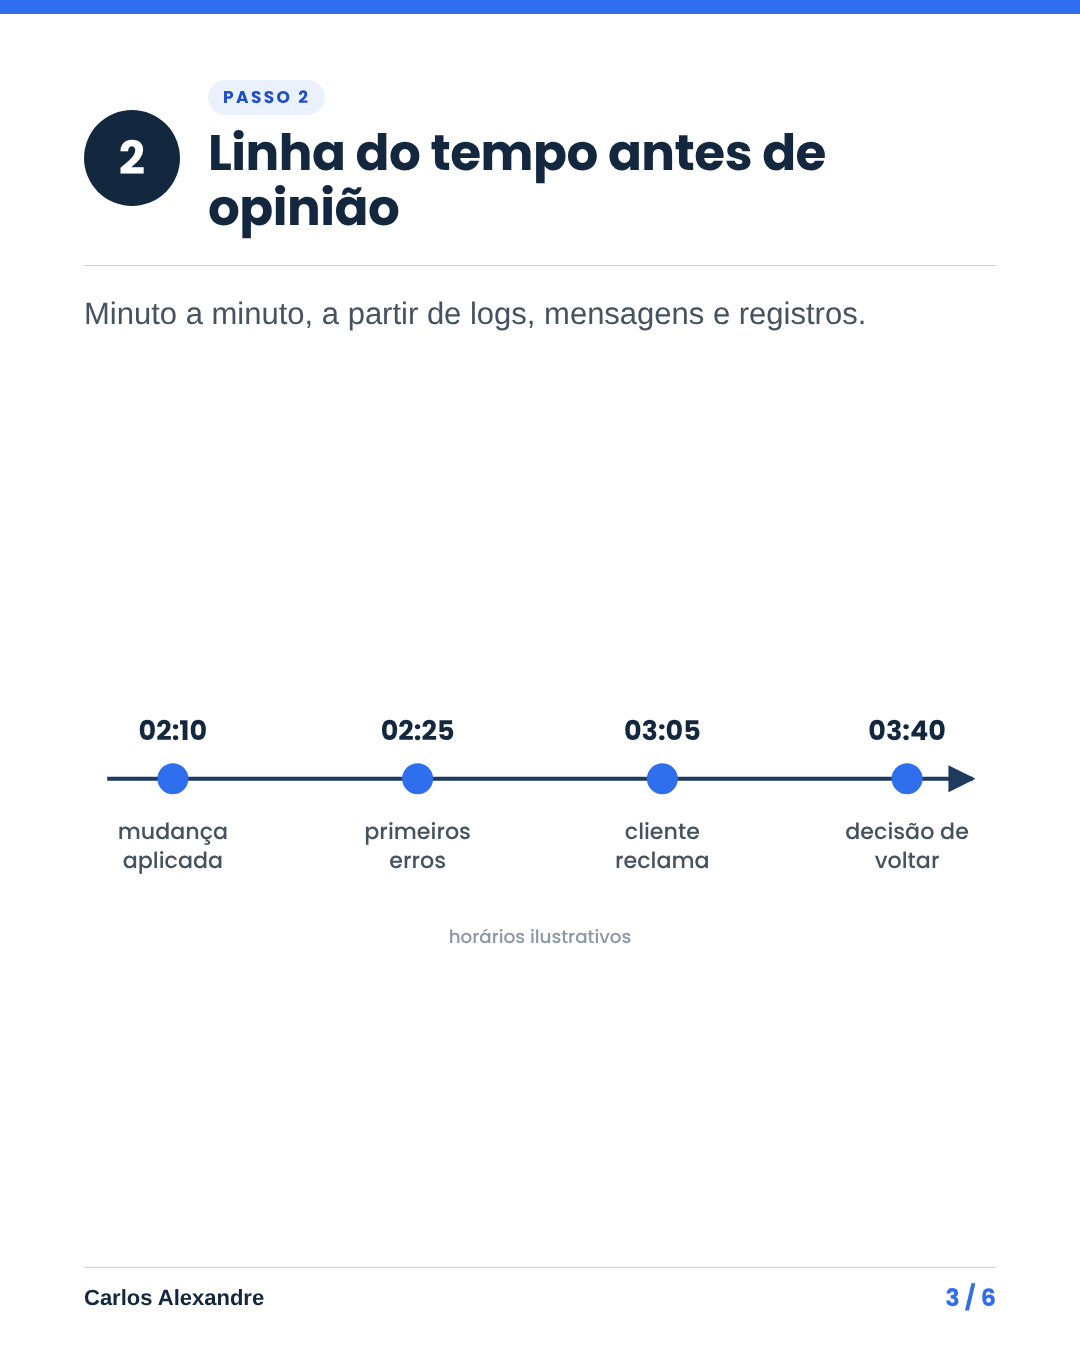 PASSO 2
2
Linha do tempo antes de
opinião
Minuto a minuto, a partir de logs, mensagens e registros.
02:10
02:25
03:05
03:40
mudança
aplicada
primeiros
erros
cliente
reclama
decisão de
voltar
horários ilustrativos
Carlos Alexandre
3 / 6